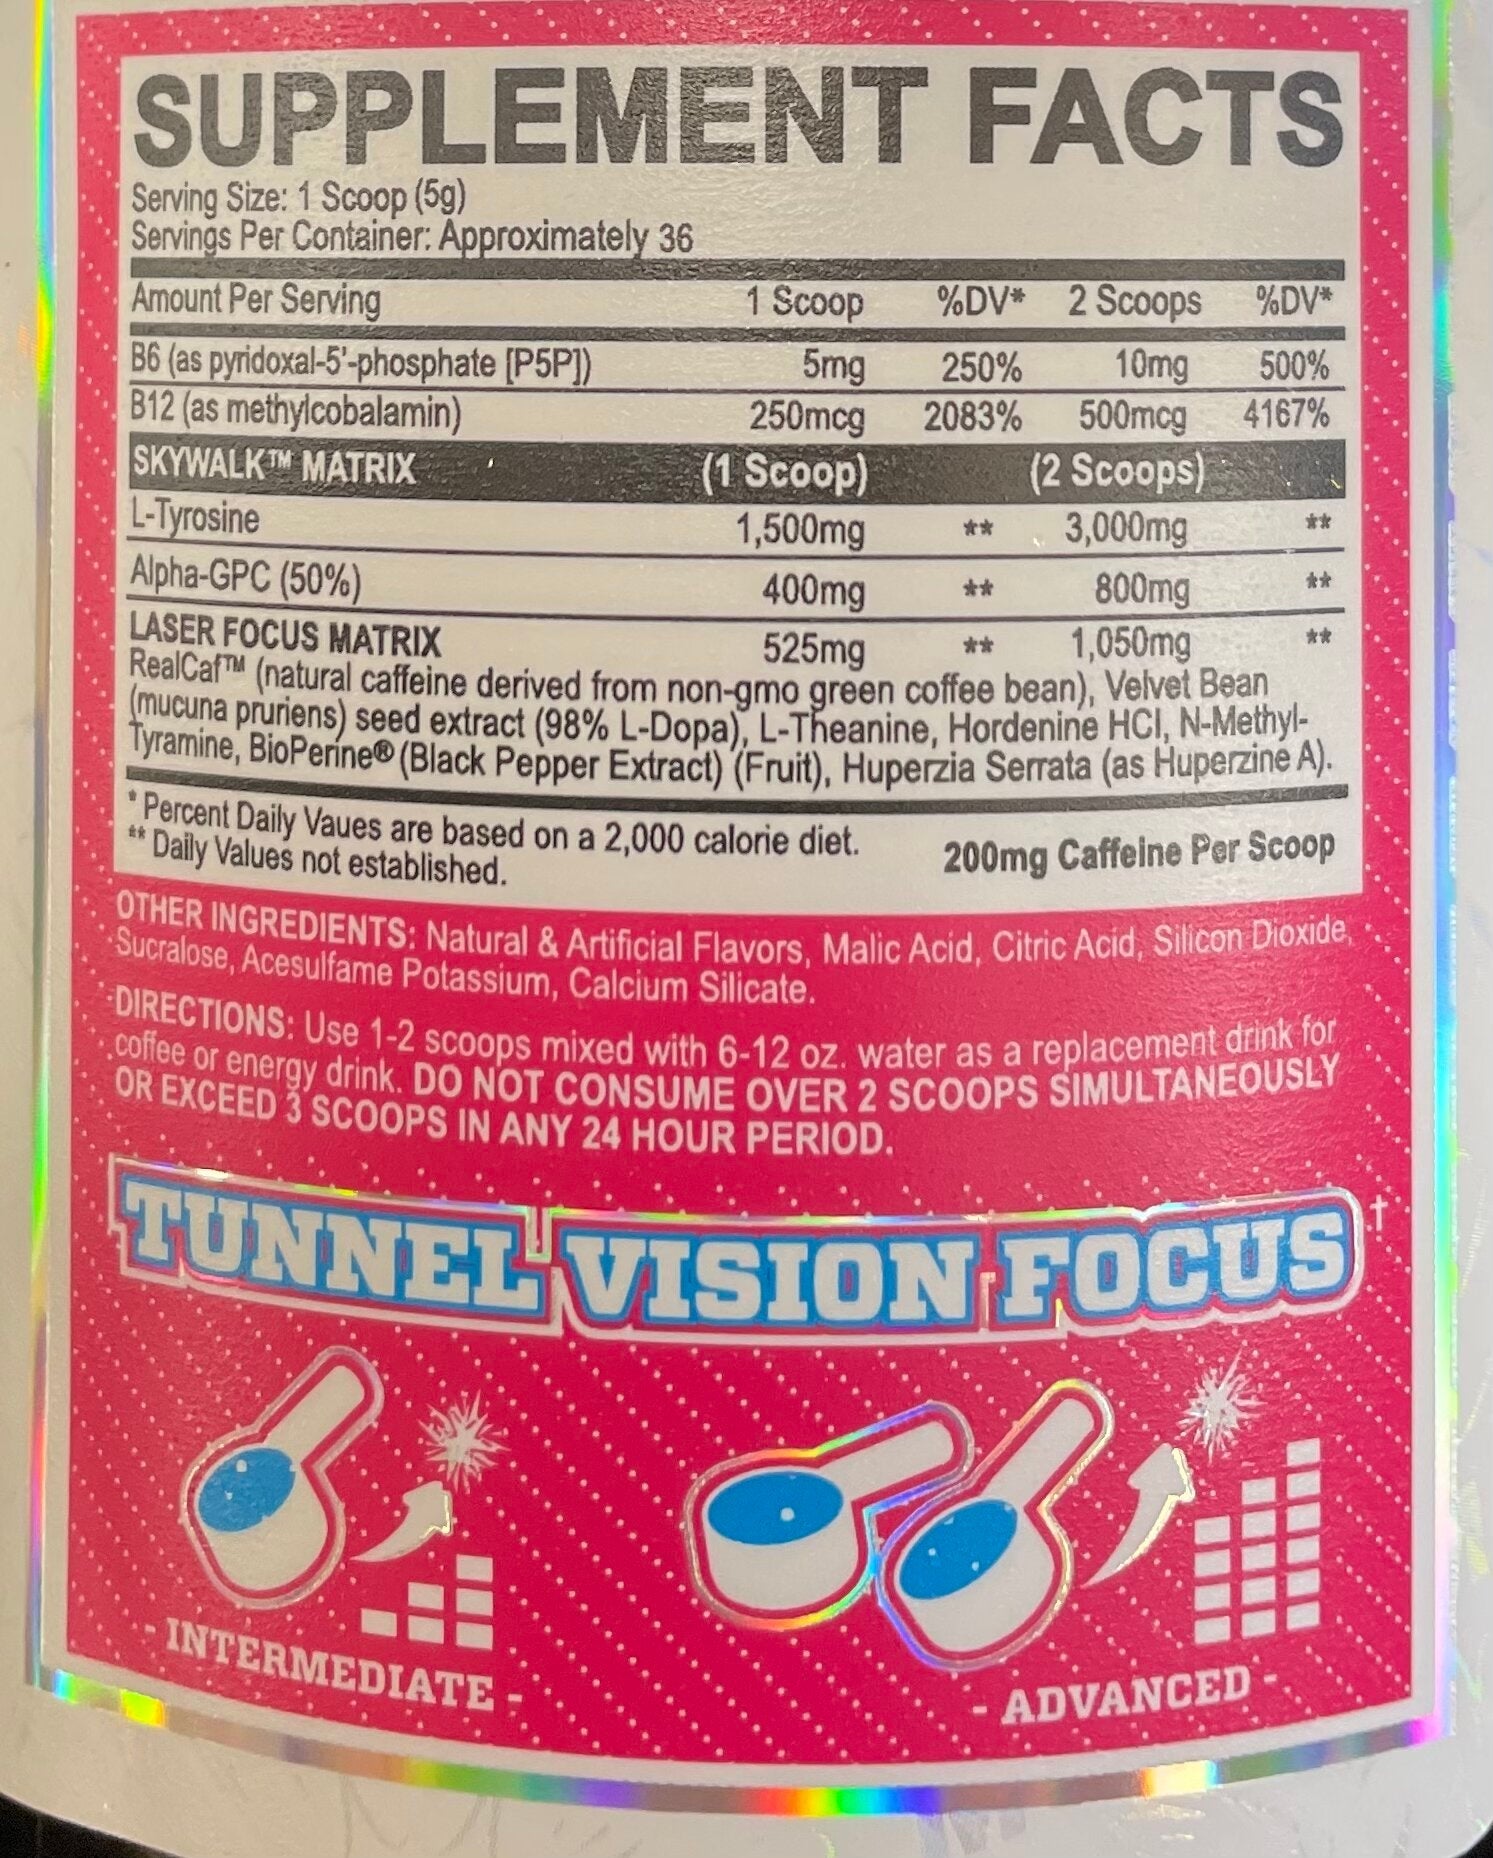 SUPPLEMENT FACTS
Serving Size: 1 Scoop (5g)
Servings Per Container: Approximately 36
Amount Per Serving 1 Scoop %DV* 2 Scoops %DV*
B6 (as pyridoxal-5'-phosphate [P5P]) 5mg 250% 10mg 500%
B12 (as methylcobalamin) 250mcg 2083% 500mcg 4167%
SKYWALK™ MATRIX (1 Scoop) (2 Scoops)
L-Tyrosine 1,500mg ** 3,000mg **
Alpha-GPC (50%) 400mg ** 800mg **
LASER FOCUS MATRIX 525mg ** 1,050mg **
RealCaf™ (natural caffeine derived from non-gmo green coffee bean), Velvet Bean
(mucuna pruriens) seed extract (98% L-Dopa), L-Theanine, Hordenine HCl, N-Methyl-
Tyramine, BioPerine® (Black Pepper Extract) (Fruit), Huperzia Serrata (as Huperzine A).
* Percent Daily Vaues are based on a 2,000 calorie diet.
** Daily Values not established.
200mg Caffeine Per Scoop
OTHER INGREDIENTS: Natural & Artificial Flavors, Malic Acid, Citric Acid, Silicon Dioxide,
Sucralose, Acesulfame Potassium, Calcium Silicate.
DIRECTIONS: Use 1-2 scoops mixed with 6-12 oz. water as a replacement drink for
coffee or energy drink. DO NOT CONSUME OVER 2 SCOOPS SIMULTANEOUSLY
OR EXCEED 3 SCOOPS IN ANY 24 HOUR PERIOD.
TUNNEL VISION FOCUS†
- INTERMEDIATE -
- ADVANCED -